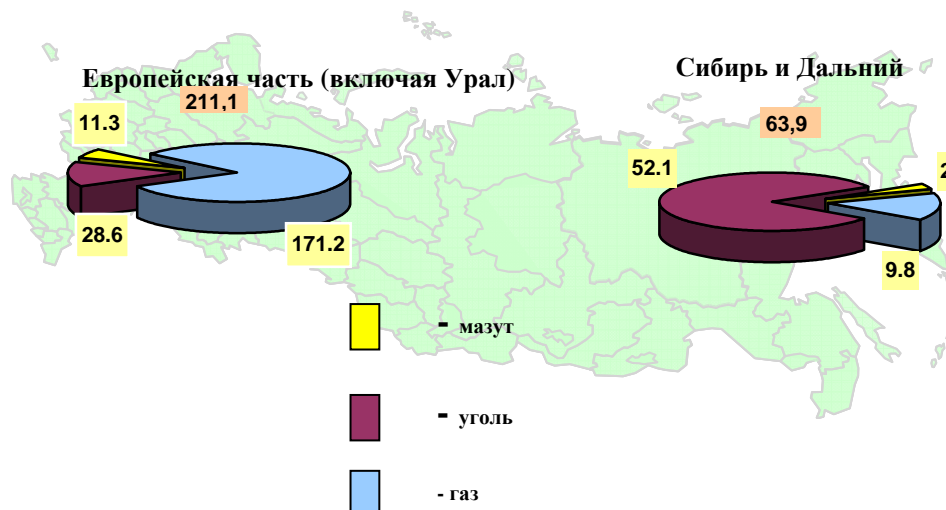 Европейская часть (включая Урал)
211,1
11.3
28.6
171.2
Сибирь и Дальний
63,9
52.1
2
9.8
- мазут
- уголь
- газ